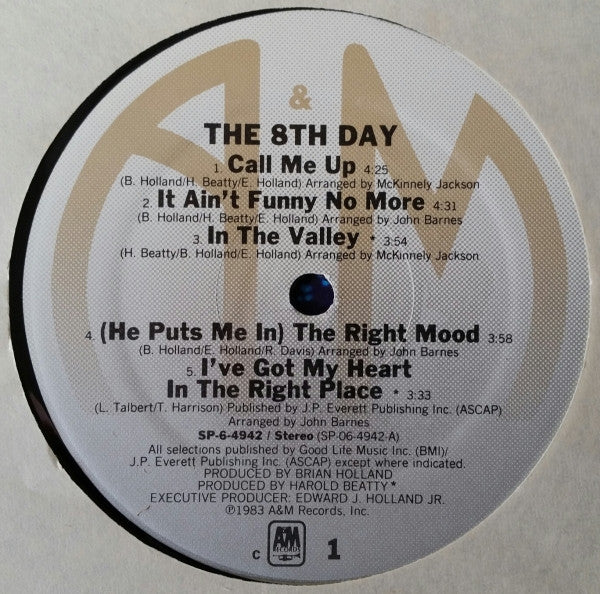 &
THE 8TH DAY
1. Call Me Up 4:25
(B. Holland/H. Beatty/E. Holland) Arranged by McKinnely Jackson
2. It Ain't Funny No More 4:31
(B. Holland/H. Beatty/E. Holland) Arranged by John Barnes
3. In The Valley * 3:54
(H. Beatty/B. Holland/E. Holland) Arranged by McKinnely Jackson
4. (He Puts Me In) The Right Mood 3:58
(B. Holland/E. Holland/R. Davis) Arranged by John Barnes
5. I've Got My Heart
In The Right Place * 3:33
(L. Talbert/T. Harrison) Published by J.P. Everett Publishing Inc. (ASCAP)
Arranged by John Barnes
SP-6-4942 / Stereo (SP-06-4942-A)
All selections published by Good Life Music Inc. (BMI)/
J.P. Everett Publishing Inc. (ASCAP) except where indicated.
PRODUCED BY BRIAN HOLLAND
PRODUCED BY HAROLD BEATTY*
EXECUTIVE PRODUCER: EDWARD J. HOLLAND JR.
℗1983 A&M Records, Inc.
C A&M RECORDS 1